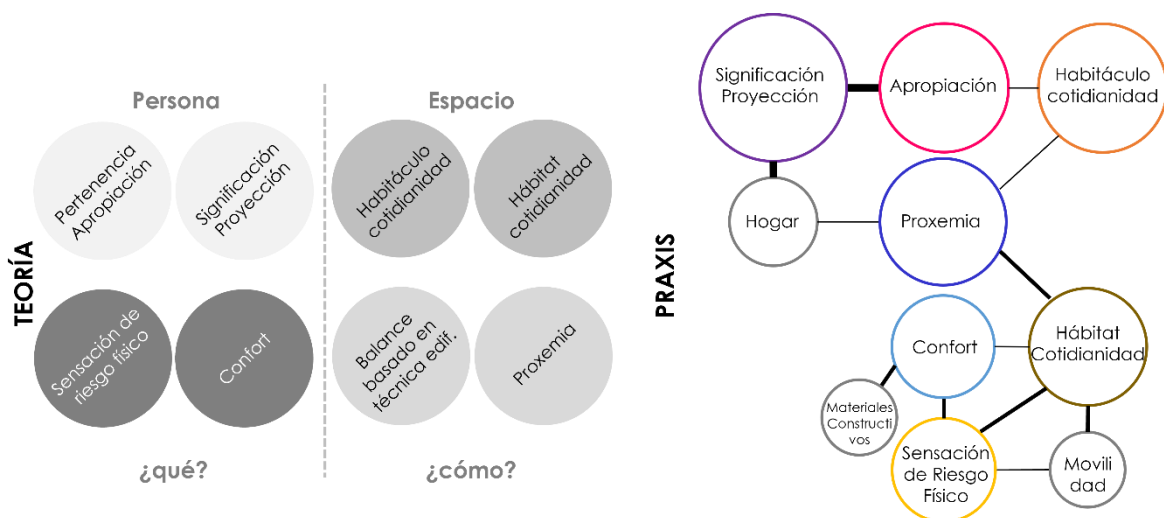 TEORÍA
Persona
Espacio
Pertenencia
Apropiación
Significación
Proyección
Habitáculo
cotidianidad
Hábitat
cotidianidad
Sensación de
riesgo físico
Confort
Balance
basado en
técnica edif.
Proxemia
¿qué?
¿cómo?
PRAXIS
Significación
Proyección
Apropiación
Habitáculo
cotidianidad
Hogar
Proxemia
Confort
Hábitat
Cotidianidad
Materiales
Constructi
vos
Sensación
de Riesgo
Físico
Movili
dad